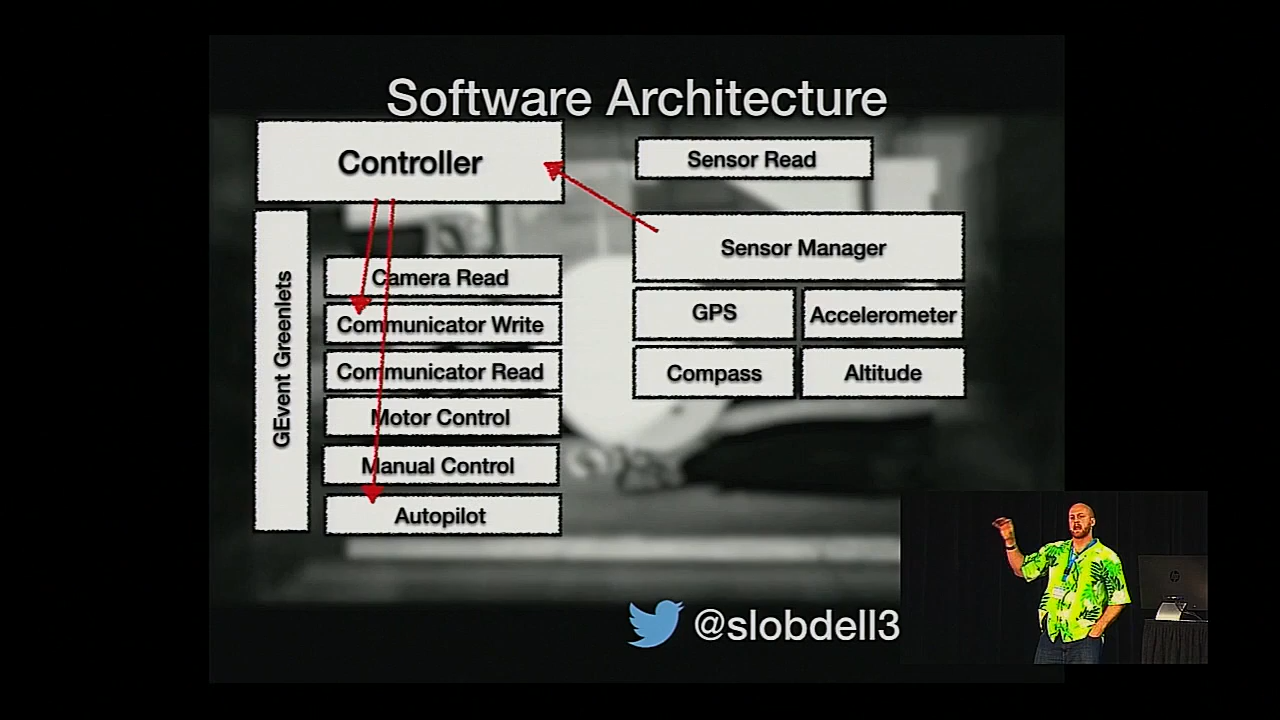 Software Architecture
Controller
Sensor Read
Sensor Manager
GPS
Accelerometer
Compass
Altitude
GEvent Greenlets
Camera Read
Communicator Write
Communicator Read
Motor Control
Manual Control
Autopilot
@slobdell3
hp